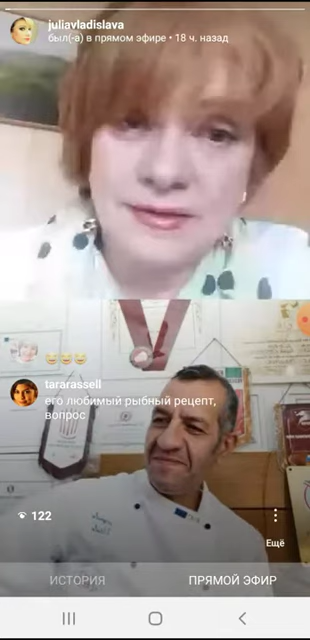 juliavladislava
был(-а) в прямом эфире • 18 ч. назад
tararassell
его любимый рыбный рецепт,
вопрос
122
Ещё
ИСТОРИЯ
ПРЯМОЙ ЭФИР